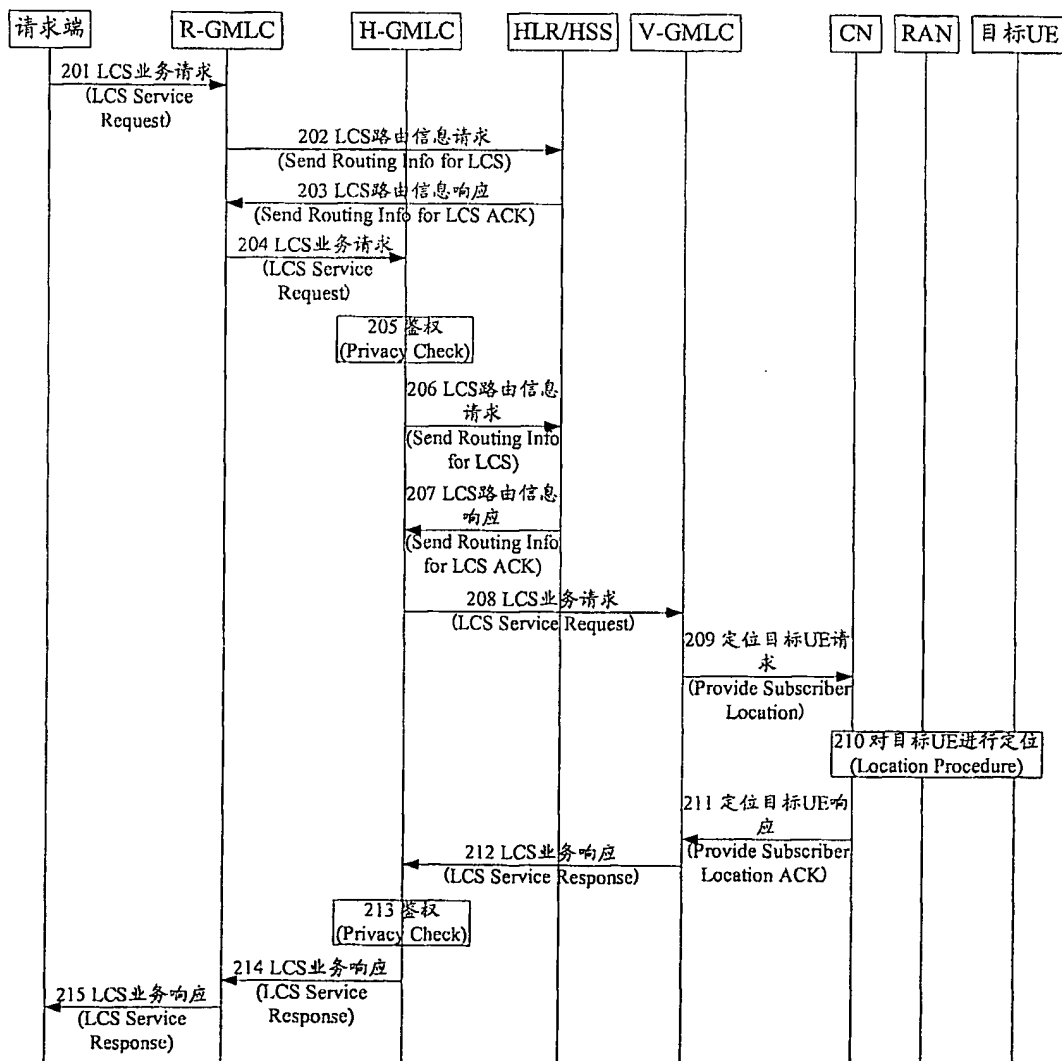 请求端 R-GMLC H-GMLC HLR/HSS V-GMLC CN RAN 目标UE
201 LCS业务请求
(LCS Service
Request)
202 LCS路由信息请求
(Send Routing Info for LCS)
203 LCS路由信息响应
(Send Routing Info for LCS ACK)
204 LCS业务请求
(LCS Service
Request)
205 鉴权
(Privacy Check)
206 LCS路由信息
请求
(Send Routing Info
for LCS)
207 LCS路由信息
响应
(Send Routing Info
for LCS ACK)
208 LCS业务请求
(LCS Service Request)
209 定位目标UE请
求
(Provide Subscriber
Location)
210 对目标UE进行定位
(Location Procedure)
211 定位目标UE响
应
(Provide Subscriber
Location ACK)
212 LCS业务响应
(LCS Service Response)
213 鉴权
(Privacy Check)
214 LCS业务响应
(LCS Service
Response)
215 LCS业务响应
(LCS Service
Response)